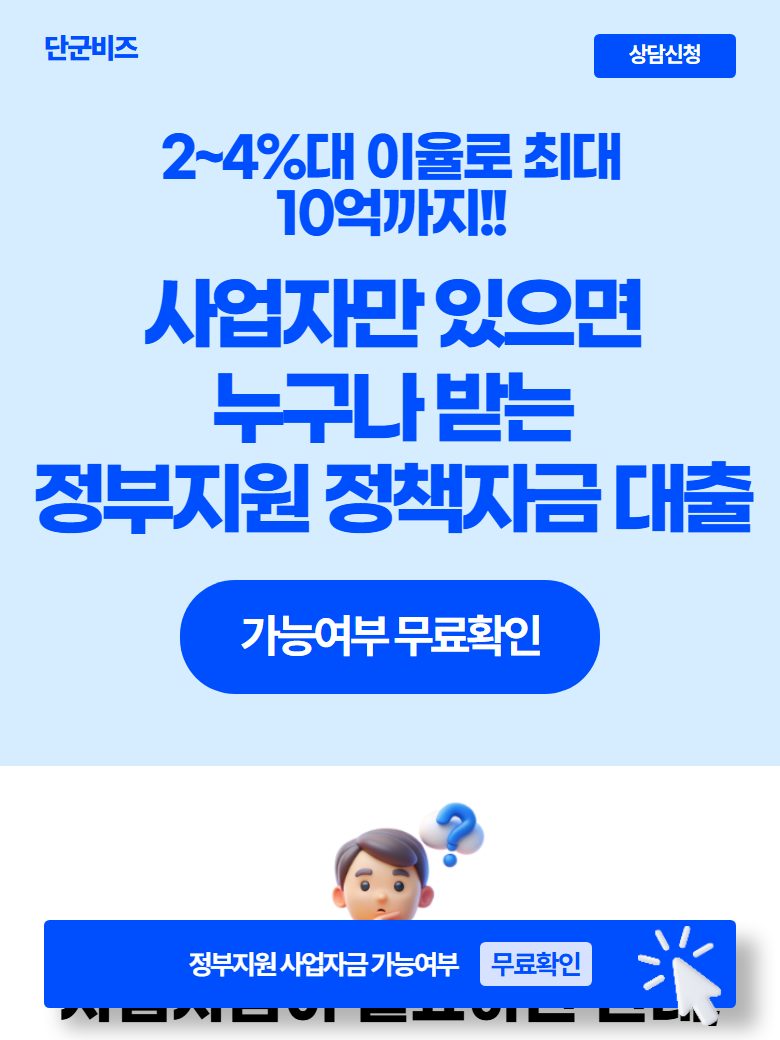 단군비즈
상담신청
2~4%대 이율로 최대
10억까지!!
사업자만 있으면
누구나 받는
정부지원 정책자금 대출
가능여부 무료확인
?
정부지원 사업자금 가능여부 무료확인